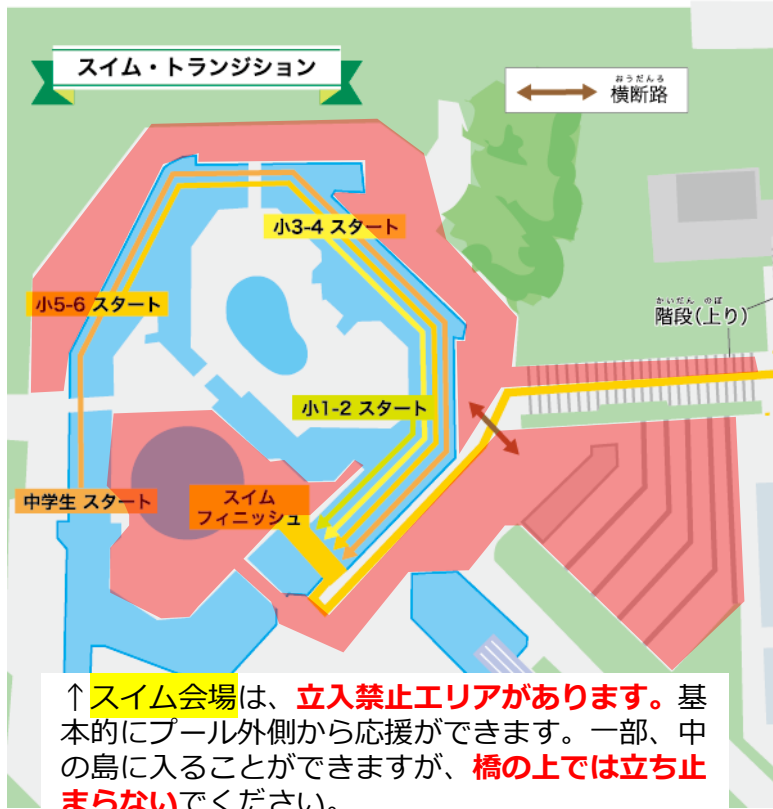 スイム・トランジション
おうだんろ
横断路
小3-4 スタート
小5-6 スタート
かいだん のぼ
階段(上り)
小1-2 スタート
中学生 スタート
スイム
フィニッシュ
↑スイム会場は、立入禁止エリアがあります。基
本的にプール外側から応援ができます。一部、中
の島に入ることができますが、橋の上では立ち止
まらないでください。